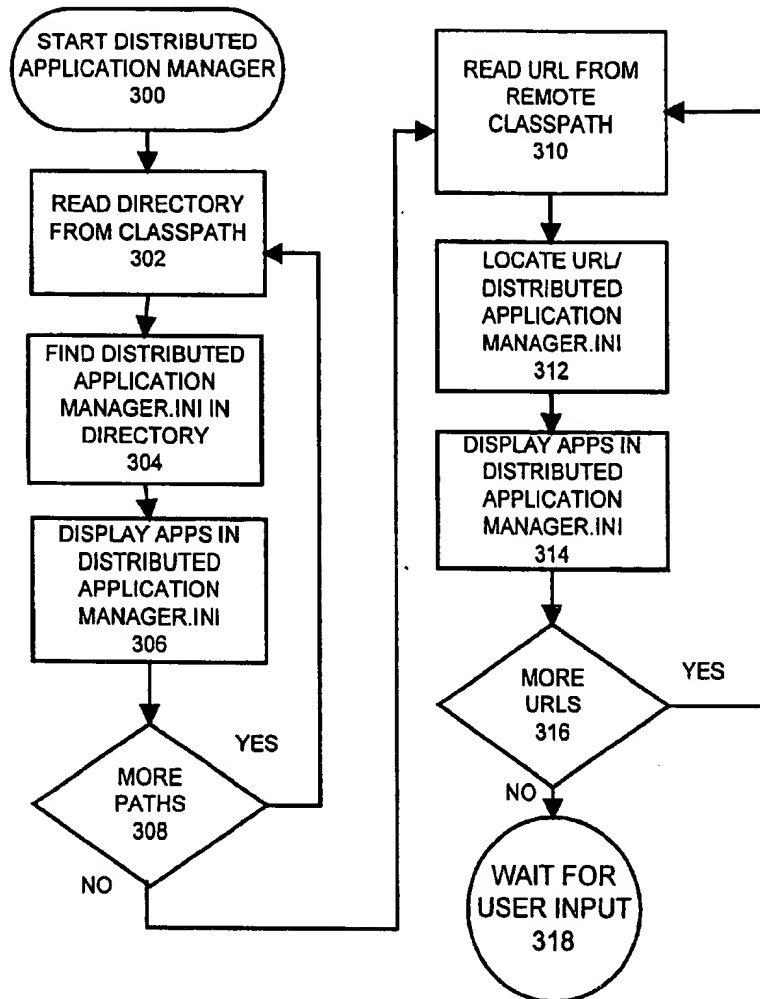 START DISTRIBUTED
APPLICATION MANAGER
300
READ DIRECTORY
FROM CLASSPATH
302
FIND DISTRIBUTED
APPLICATION
MANAGER.INI IN
DIRECTORY
304
DISPLAY APPS IN
DISTRIBUTED
APPLICATION
MANAGER.INI
306
YES
MORE
PATHS
308
NO
READ URL FROM
REMOTE
CLASSPATH
310
LOCATE URL/
DISTRIBUTED
APPLICATION
MANAGER.INI
312
DISPLAY APPS IN
DISTRIBUTED
APPLICATION
MANAGER.INI
314
YES
MORE
URLS
316
NO
WAIT FOR
USER INPUT
318